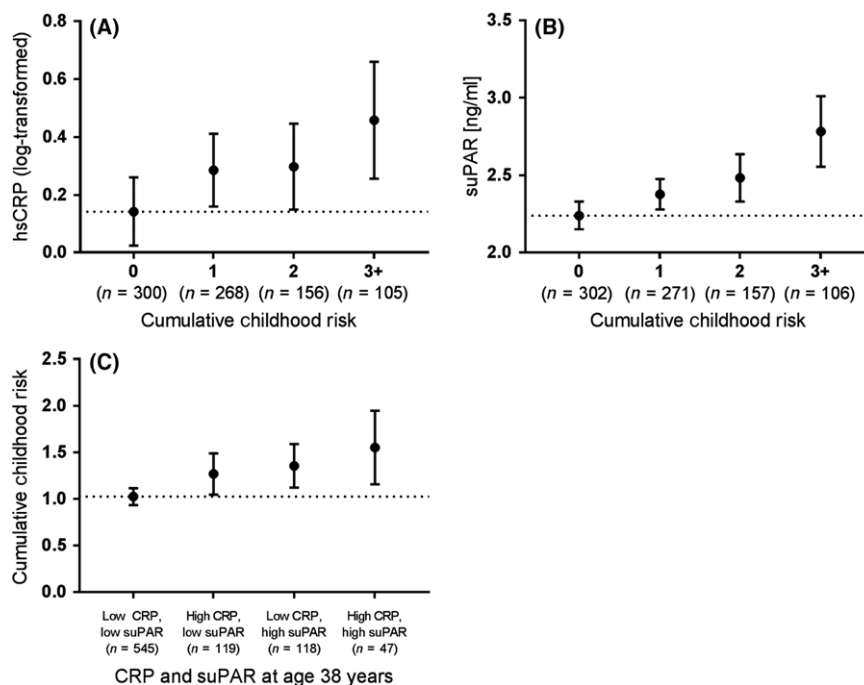 (A)
hsCRP (log-transformed)
0.8
0.6
0.4
0.2
0.0
0 1 2 3+
(n = 300) (n = 268) (n = 156) (n = 105)
Cumulative childhood risk
(B)
suPAR [ng/ml]
3.5
3.0
2.5
2.0
0 1 2 3+
(n = 302) (n = 271) (n = 157) (n = 106)
Cumulative childhood risk
(C)
Cumulative childhood risk
2.5
2.0
1.5
1.0
0.5
0.0
Low CRP, High CRP, Low CRP, High CRP,
low suPAR low suPAR high suPAR high suPAR
(n = 545) (n = 119) (n = 118) (n = 47)
CRP and suPAR at age 38 years